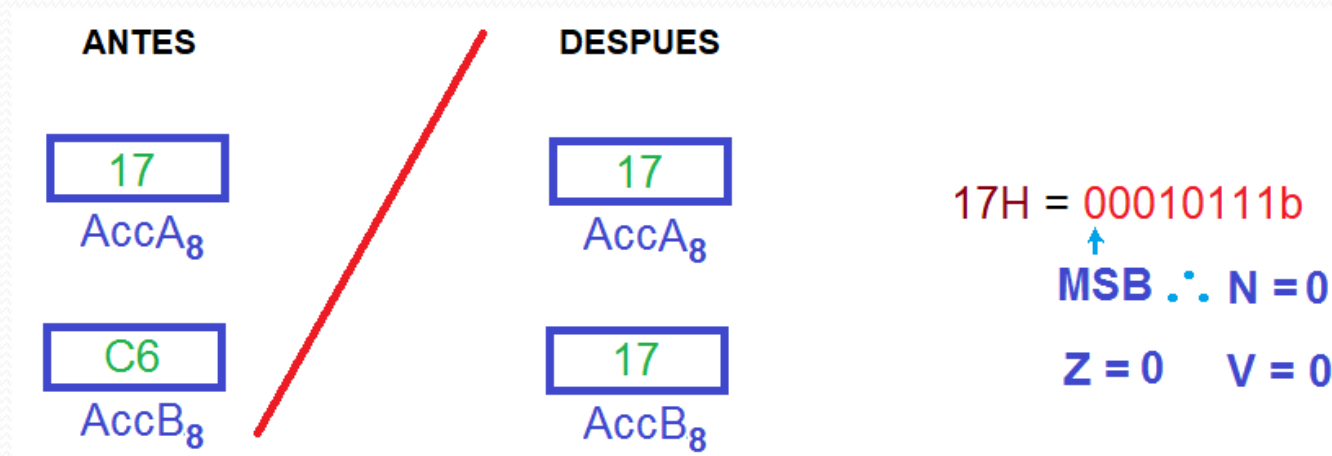 ANTES
DESPUES
17
AccA8
C6
AccB8
17
AccA8
17
AccB8
17H = 00010111b
MSB ∴ N = 0
Z = 0 V = 0